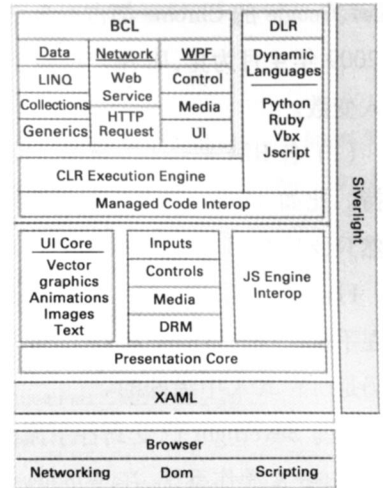 BCL
Data
LINQ
Collections
Generics
Network
Web
Service
HTTP
Request
WPF
Control
Media
UI
DLR
Dynamic
Languages
Python
Ruby
Vbx
Jscript
CLR Execution Engine
Managed Code Interop
UI Core
Vector
graphics
Animations
Images
Text
Inputs
Controls
Media
DRM
JS Engine
Interop
Presentation Core
XAML
Siverlight
Browser
Networking Dom Scripting